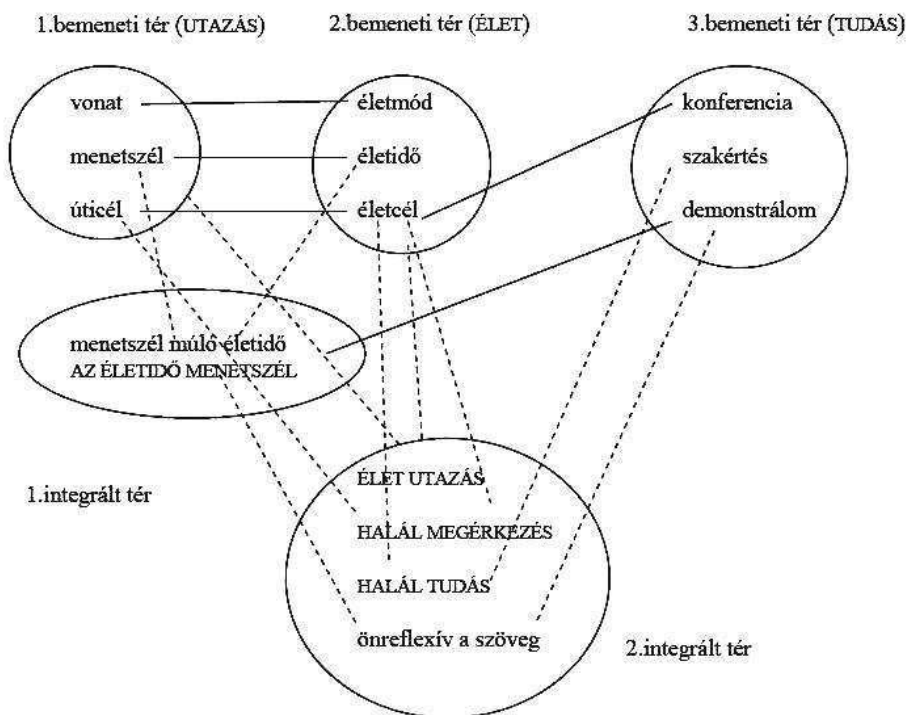 1.bemeneti tér (UTAZÁS)
2.bemeneti tér (ÉLET)
3.bemeneti tér (TUDÁS)
vonat
menetszél
úticél
életmód
életidő
életcél
konferencia
szakértés
demonstrálom
menetszél múló életidő
AZ ÉLETIDŐ MENETSZÉL
1.integrált tér
ÉLET UTAZÁS
HALÁL MEGÉRKEZÉS
HALÁL TUDÁS
önreflexív a szöveg
2.integrált tér